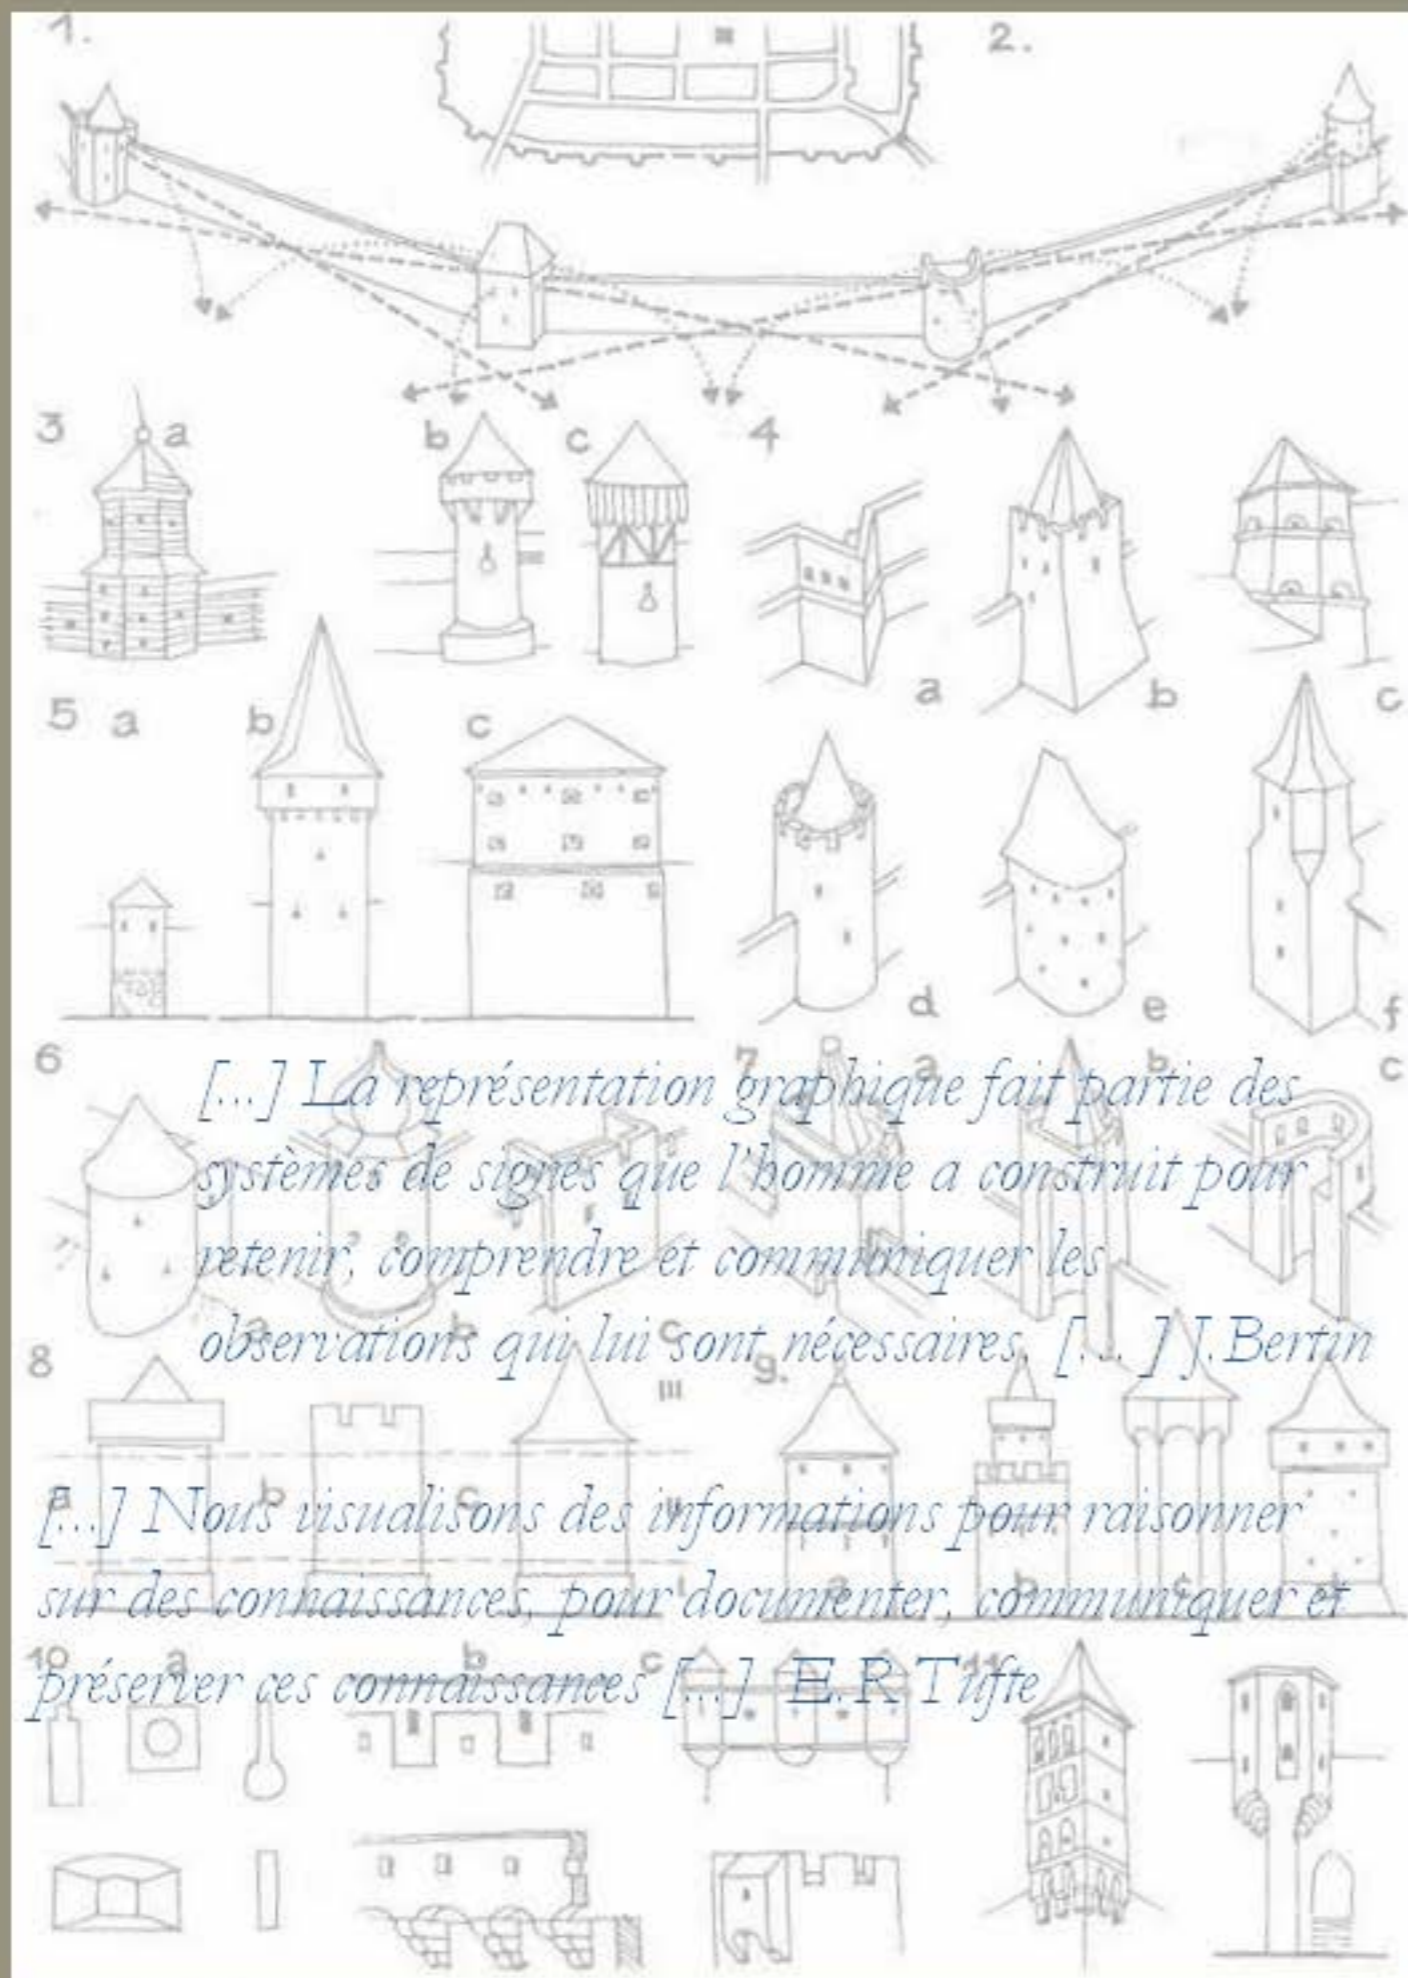 1.
2.
3 a b c 4
a b c
5 a b c
d e f
6 7 a b c
[...] La représentation graphique fait partie des
systèmes de signes que l'homme a construit pour
retenir, comprendre et communiquer les
observations qui lui sont nécessaires. [... ] J.Bertin
a b c
8 III 9.
a b c II
[...] Nous visualisons des informations pour raisonner
sur des connaissances, pour documenter, communiquer et
préserver ces connaissances [...] E.R Tufte
I a b c d
10 a b c 11